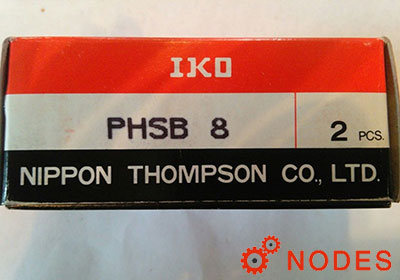 IKO
PHSB 8
2 PCS.
NIPPON THOMPSON CO., LTD.
NODES